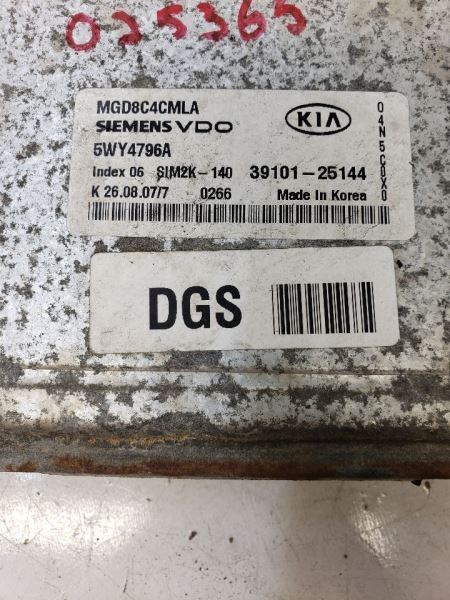 025365
MGD8C4CMLA
SIEMENS VDO
KIA
5WY4796A
Index 06 SIM2K-140 39101-25144
K 26.08.07/7 0266 Made in Korea
04N5C0X0
DGS